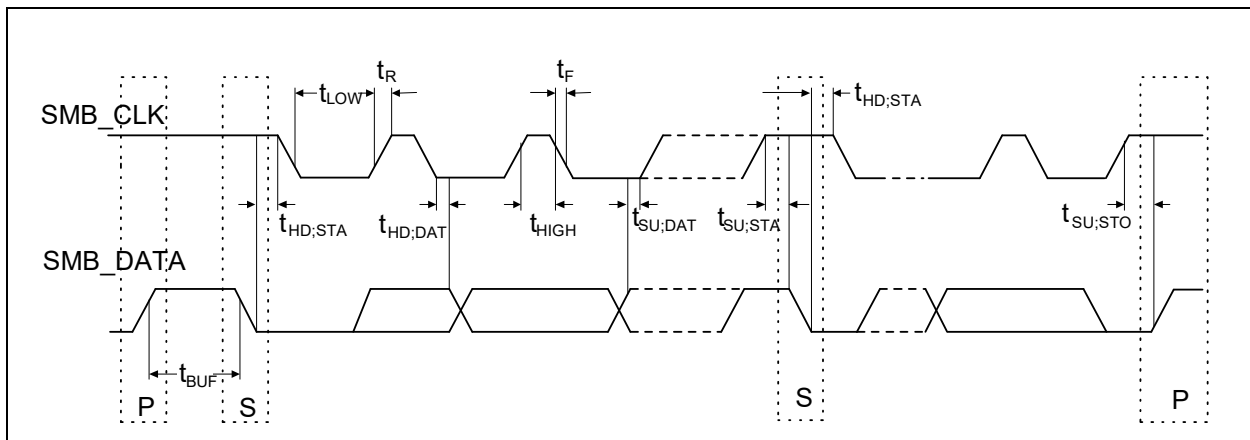 t_R
t_F
t_LOW
t_HD;STA
SMB_CLK
t_HD;STA
t_HD;DAT
t_HIGH
t_SU;DAT
t_SU;STA
t_SU;STO
SMB_DATA
t_BUF
P
S
S
P